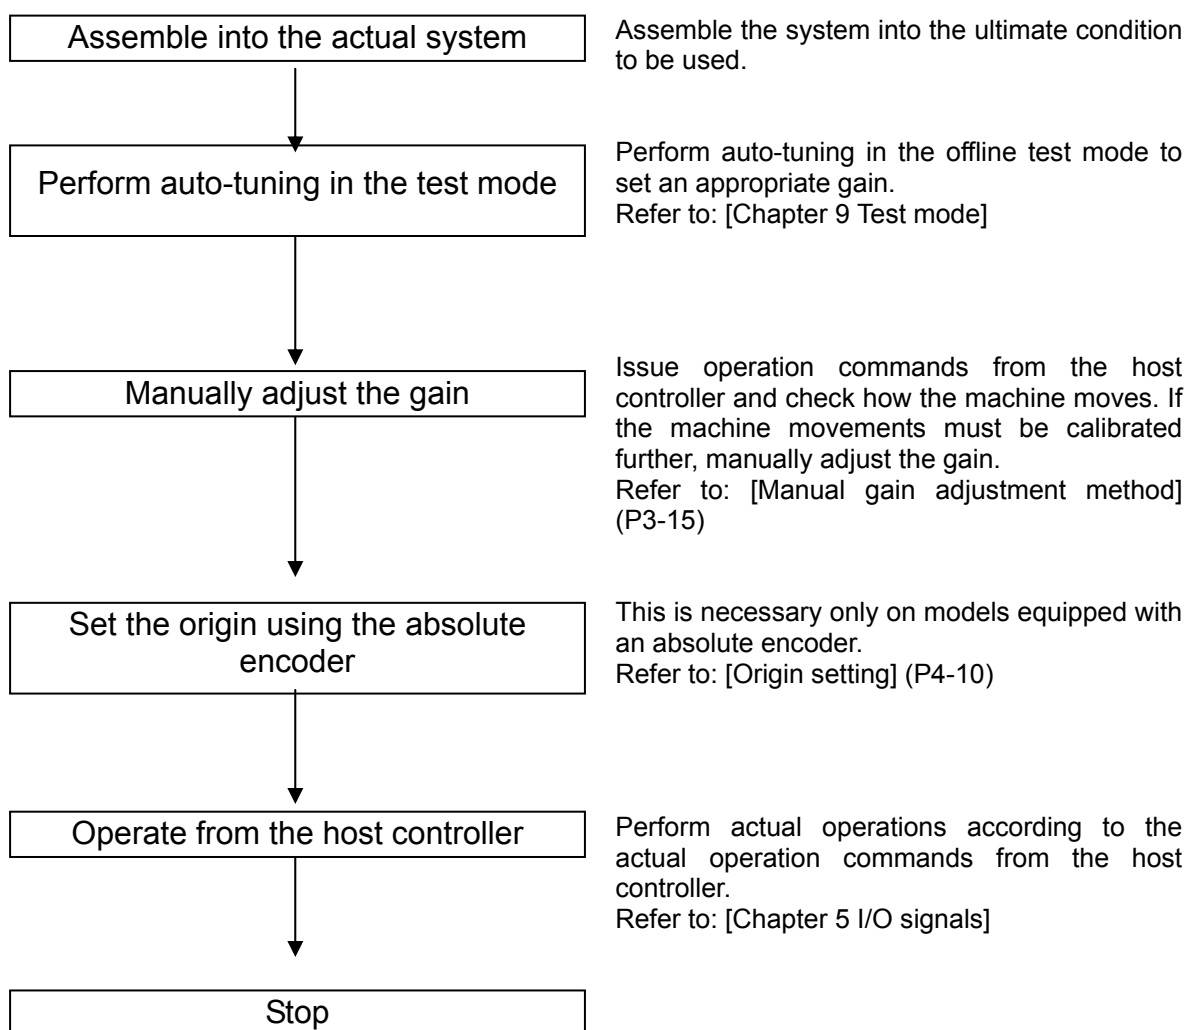 Assemble into the actual system
Assemble the system into the ultimate condition
to be used.
Perform auto-tuning in the test mode
Perform auto-tuning in the offline test mode to
set an appropriate gain.
Refer to: [Chapter 9 Test mode]
Manually adjust the gain
Issue operation commands from the host
controller and check how the machine moves. If
the machine movements must be calibrated
further, manually adjust the gain.
Refer to: [Manual gain adjustment method]
(P3-15)
Set the origin using the absolute
encoder
This is necessary only on models equipped with
an absolute encoder.
Refer to: [Origin setting] (P4-10)
Operate from the host controller
Perform actual operations according to the
actual operation commands from the host
controller.
Refer to: [Chapter 5 I/O signals]
Stop